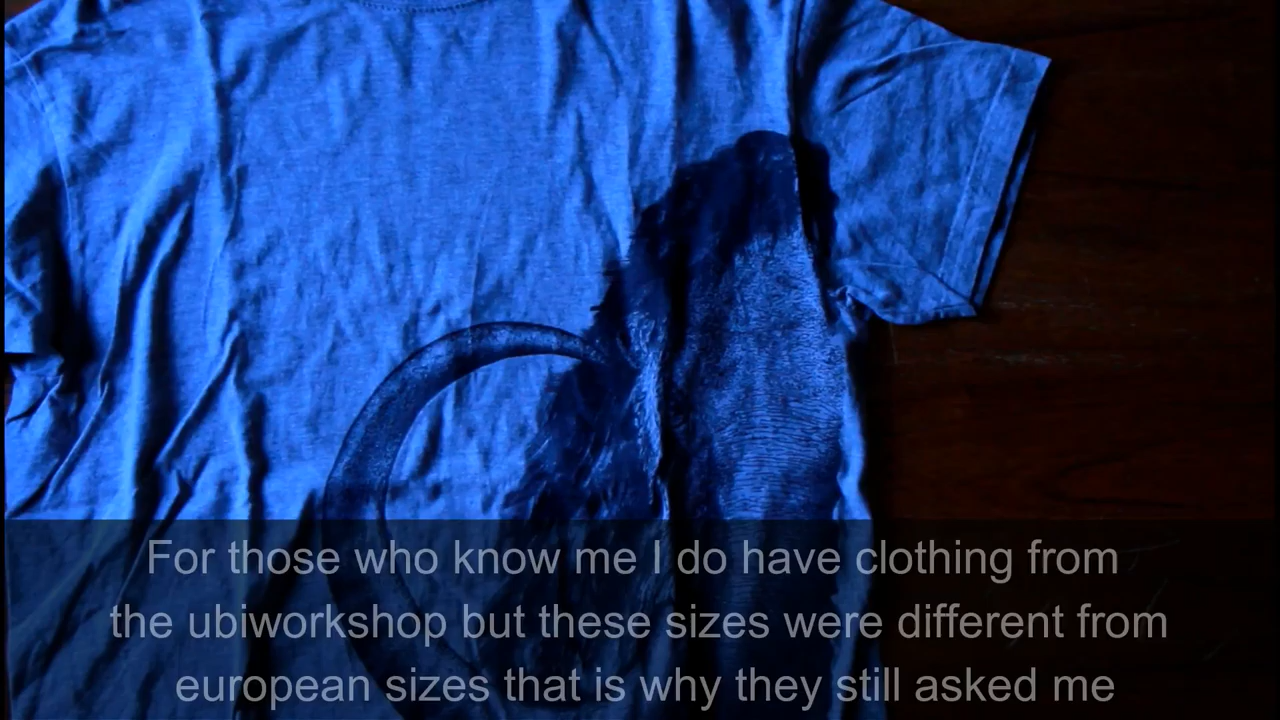 For those who know me I do have clothing from
the ubiworkshop but these sizes were different from
european sizes that is why they still asked me